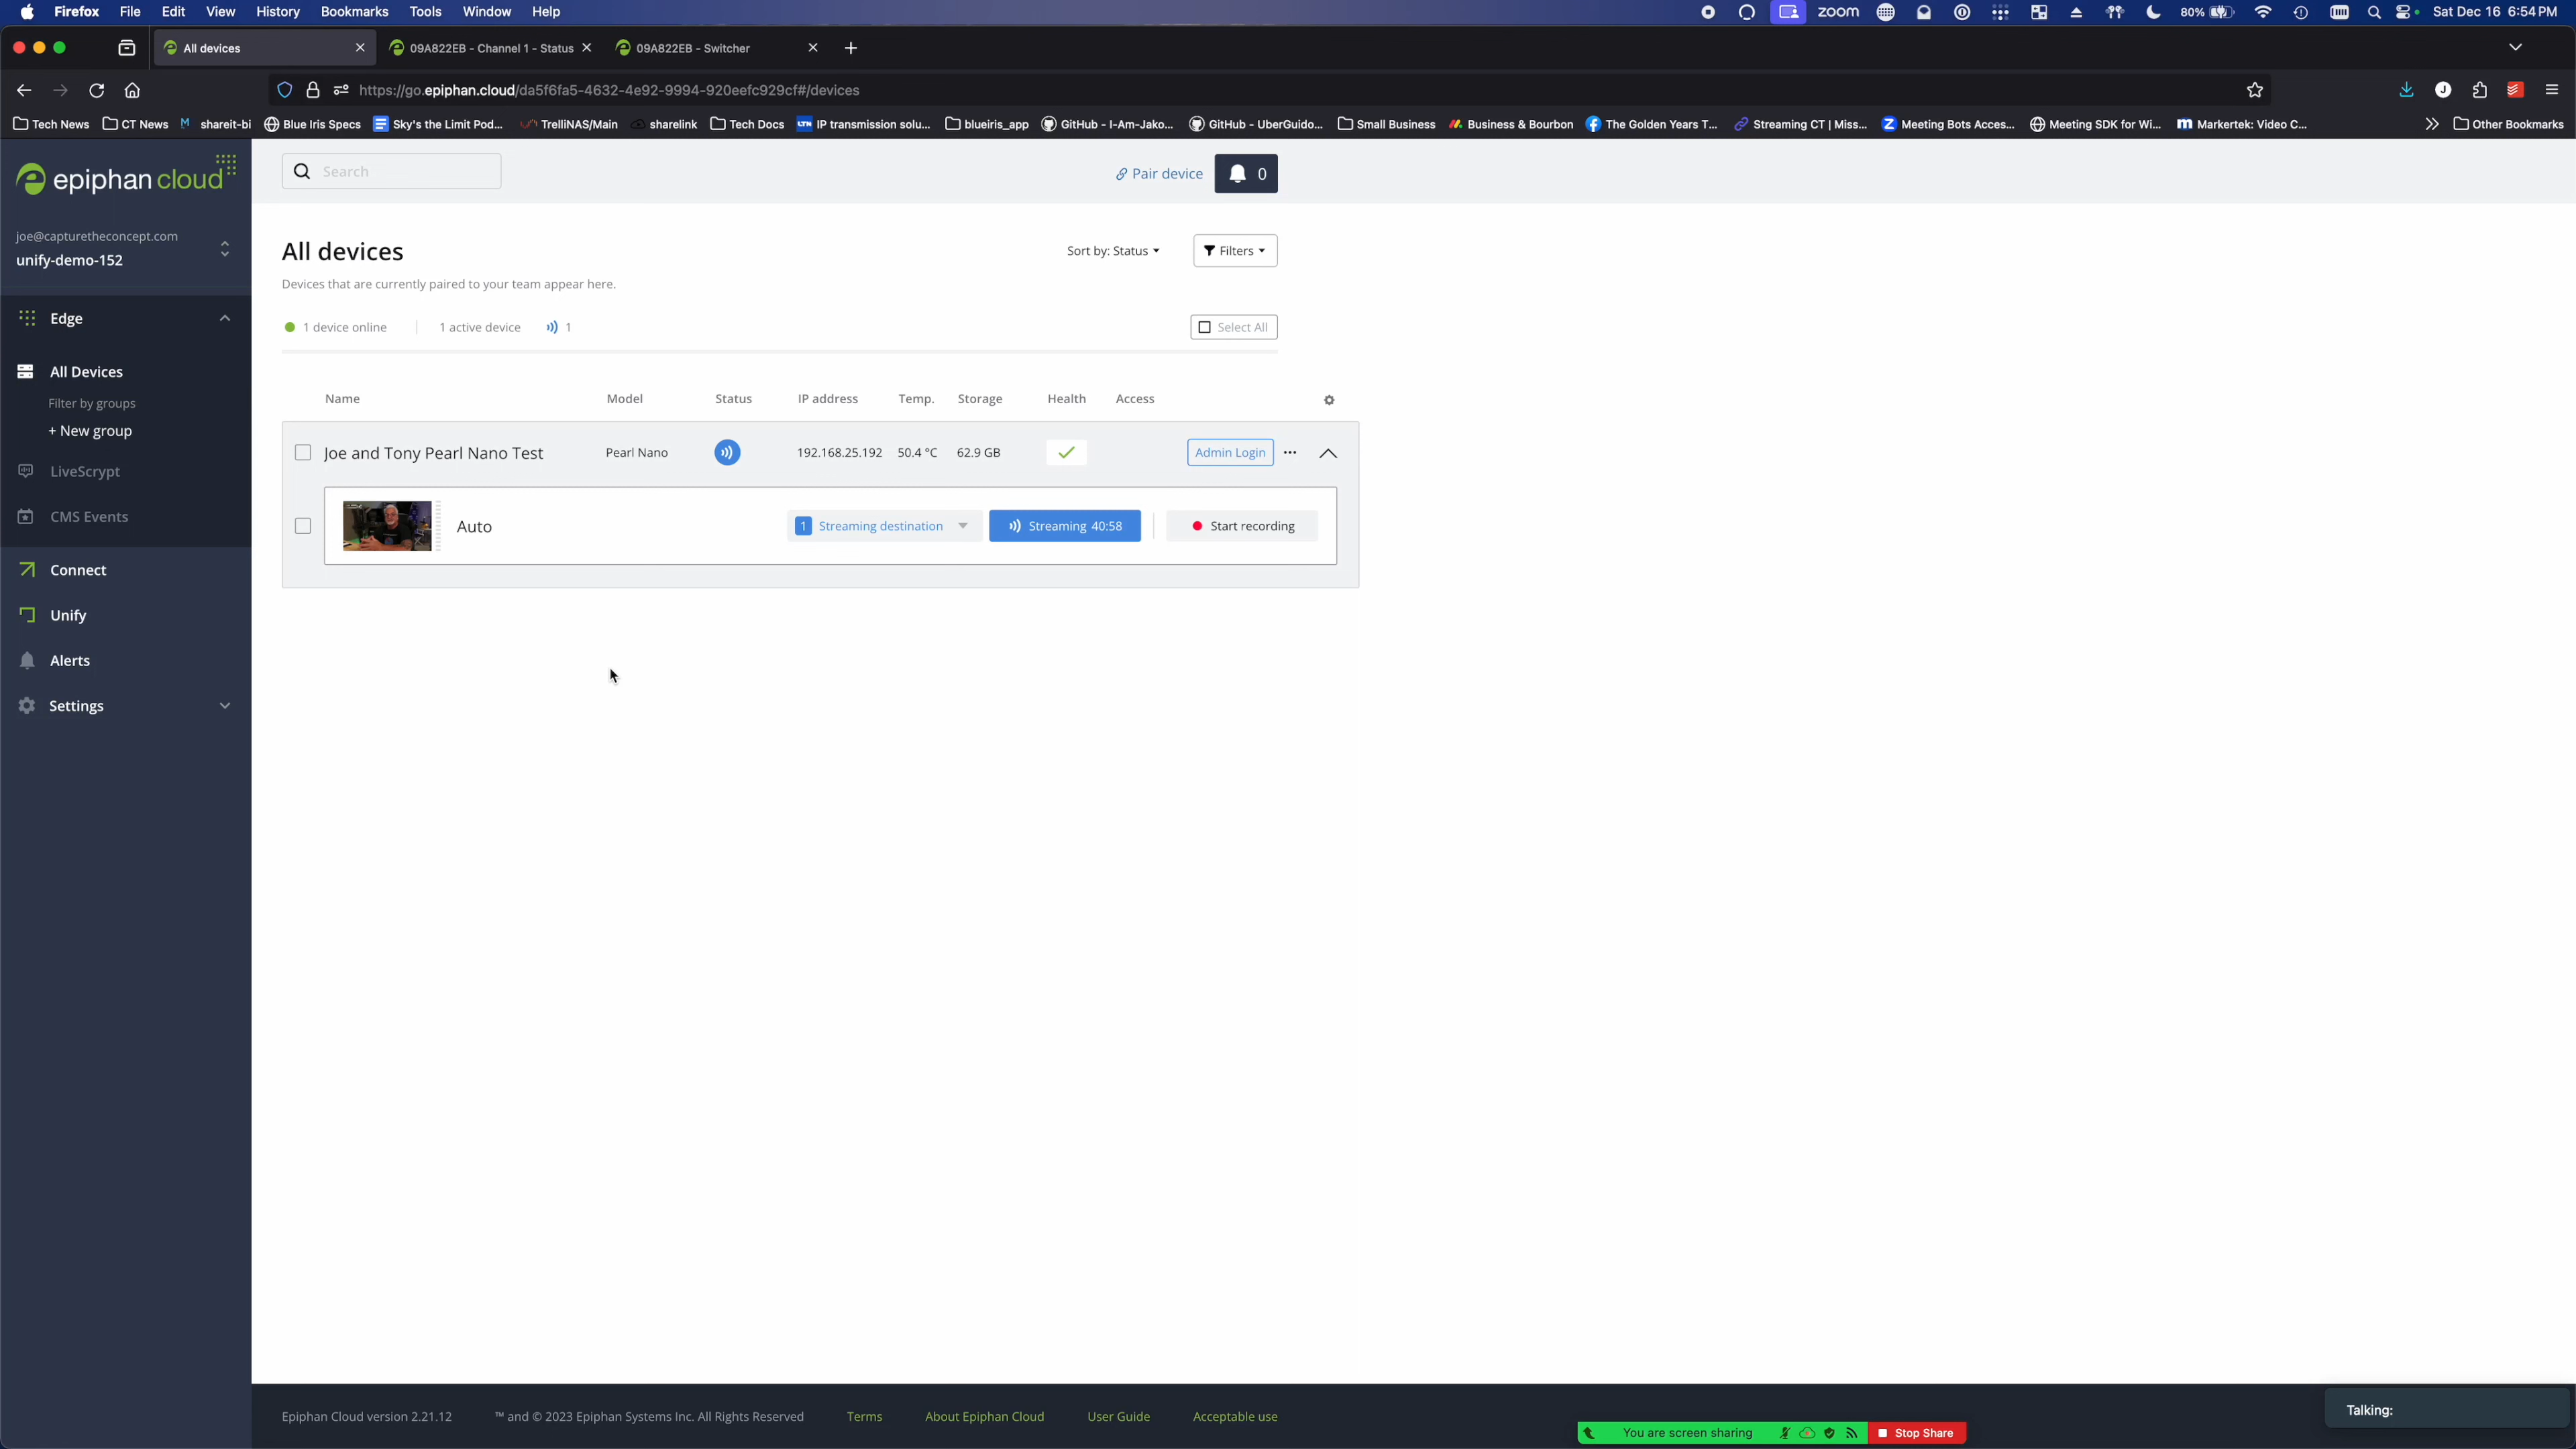 Firefox File Edit View History Bookmarks Tools Window Help
zoom 80% Sat Dec 16 6:54 PM
All devices
09A822EB - Channel 1 - Status
09A822EB - Switcher
https://go.epiphan.cloud/da5f6fa5-4632-4e92-9994-920eefc929cf#/devices
J
Tech News CT News shareit-bi Blue Iris Specs Sky's the Limit Pod... TrelliNAS/Main sharelink Tech Docs IP transmission solu... blueiris_app GitHub - I-Am-Jako... GitHub - UberGuido... Small Business Business & Bourbon The Golden Years T... Streaming CT | Miss... Meeting Bots Acces... Meeting SDK for Wi... Markertek: Video C... Other Bookmarks
epiphan cloud
Search
Pair device
0
joe@capturetheconcept.com
unify-demo-152
Edge
All Devices
Filter by groups
+ New group
LiveScrypt
CMS Events
Connect
Unify
Alerts
Settings
All devices
Sort by: Status
Filters
Devices that are currently paired to your team appear here.
1 device online
1 active device
1
Select All
Name Model Status IP address Temp. Storage Health Access
Joe and Tony Pearl Nano Test Pearl Nano 192.168.25.192 50.4 °C 62.9 GB Admin Login
Auto 1 Streaming destination Streaming 40:58 Start recording
Epiphan Cloud version 2.21.12 ™ and © 2023 Epiphan Systems Inc. All Rights Reserved Terms About Epiphan Cloud User Guide Acceptable use
Talking:
You are screen sharing Stop Share